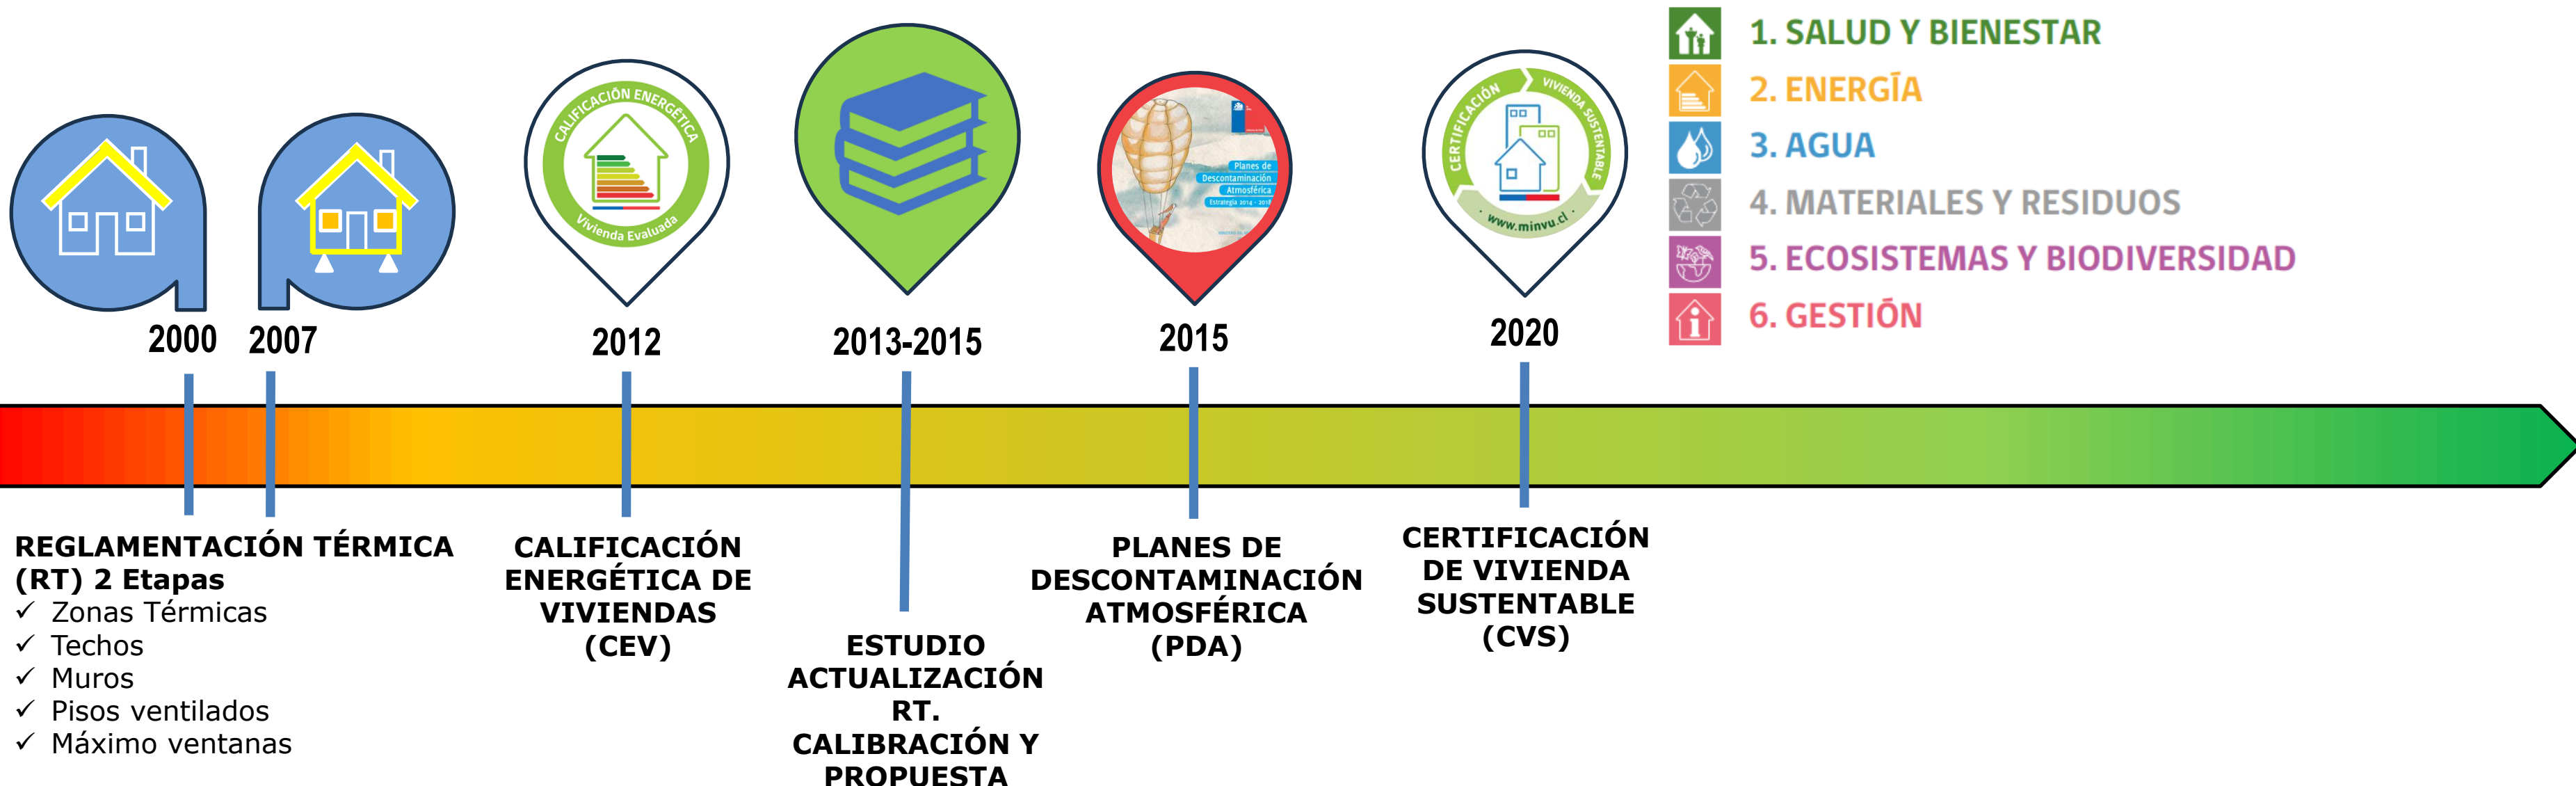 CALIFICACIÓN ENERGÉTICA
Vivienda Evaluada
Planes de
Descontaminación
Atmosférica
Estrategia 2014 - 2018
CERTIFICACIÓN
VIVIENDA SUSTENTABLE
· www.minvu.cl ·
1. SALUD Y BIENESTAR
2. ENERGÍA
3. AGUA
4. MATERIALES Y RESIDUOS
5. ECOSISTEMAS Y BIODIVERSIDAD
6. GESTIÓN
2000
2007
2012
2013-2015
2015
2020
REGLAMENTACIÓN TÉRMICA
(RT) 2 Etapas
✓ Zonas Térmicas
✓ Techos
✓ Muros
✓ Pisos ventilados
✓ Máximo ventanas
CALIFICACIÓN
ENERGÉTICA DE
VIVIENDAS
(CEV)
ESTUDIO
ACTUALIZACIÓN
RT.
CALIBRACIÓN Y
PROPUESTA
PLANES DE
DESCONTAMINACIÓN
ATMOSFÉRICA
(PDA)
CERTIFICACIÓN
DE VIVIENDA
SUSTENTABLE
(CVS)